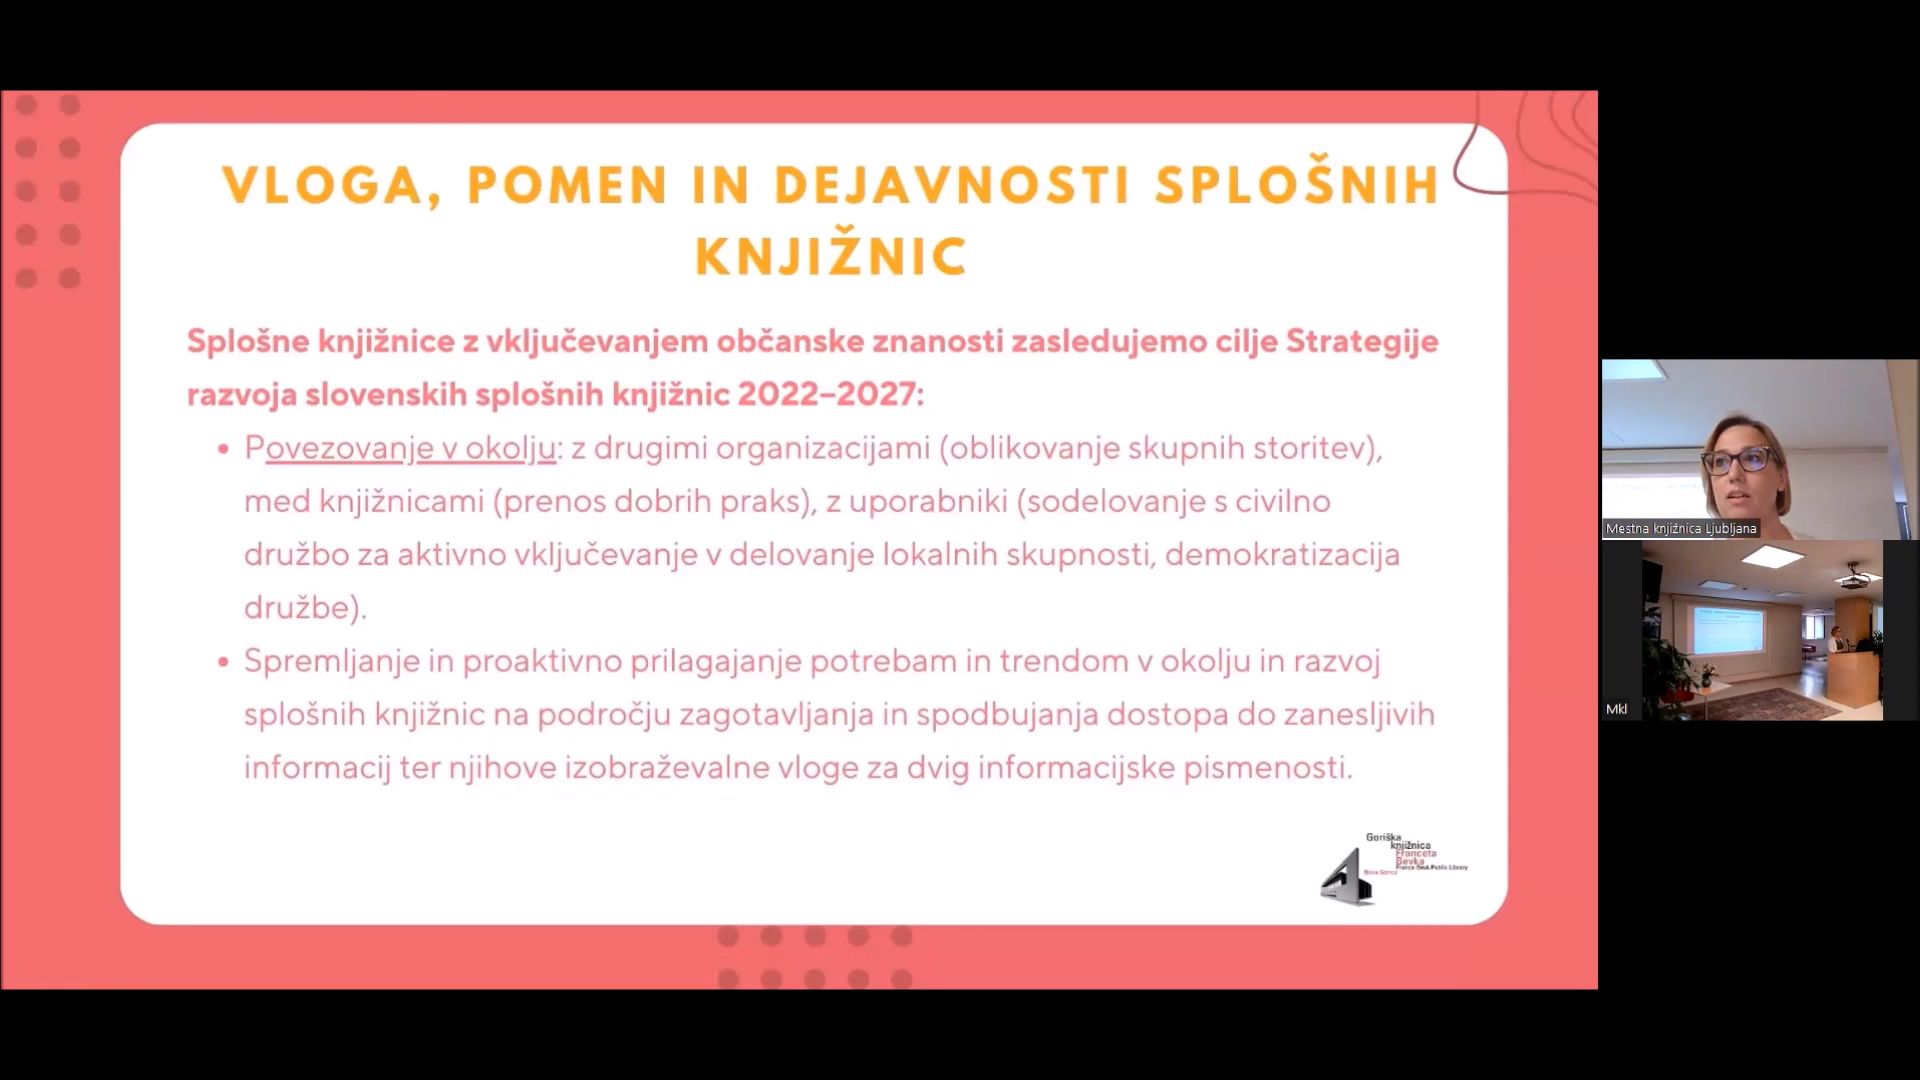 VLOGA, POMEN IN DEJAVNOSTI SPLOŠNIH
KNJIŽNIC
Splošne knjižnice z vključevanjem občanske znanosti zasledujemo cilje Strategije
razvoja slovenskih splošnih knjižnic 2022–2027:
• Povezovanje v okolju: z drugimi organizacijami (oblikovanje skupnih storitev),
med knjižnicami (prenos dobrih praks), z uporabniki (sodelovanje s civilno
družbo za aktivno vključevanje v delovanje lokalnih skupnosti, demokratizacija
družbe).
• Spremljanje in proaktivno prilagajanje potrebam in trendom v okolju in razvoj
splošnih knjižnic na področju zagotavljanja in spodbujanja dostopa do zanesljivih
informacij ter njihove izobraževalne vloge za dvig informacijske pismenosti.
Goriška
knjižnica
Franceta
Bevka
France Bevk Public Library
Nova Gorica
Mestna knjižnica Ljubljana
Mkl